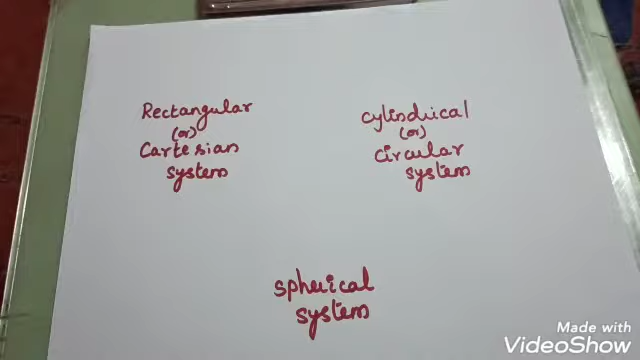 Rectangular
(or)
Cartesian
system
cylindrical
(or)
circular
system
spherical
system
Made with
VideoShow